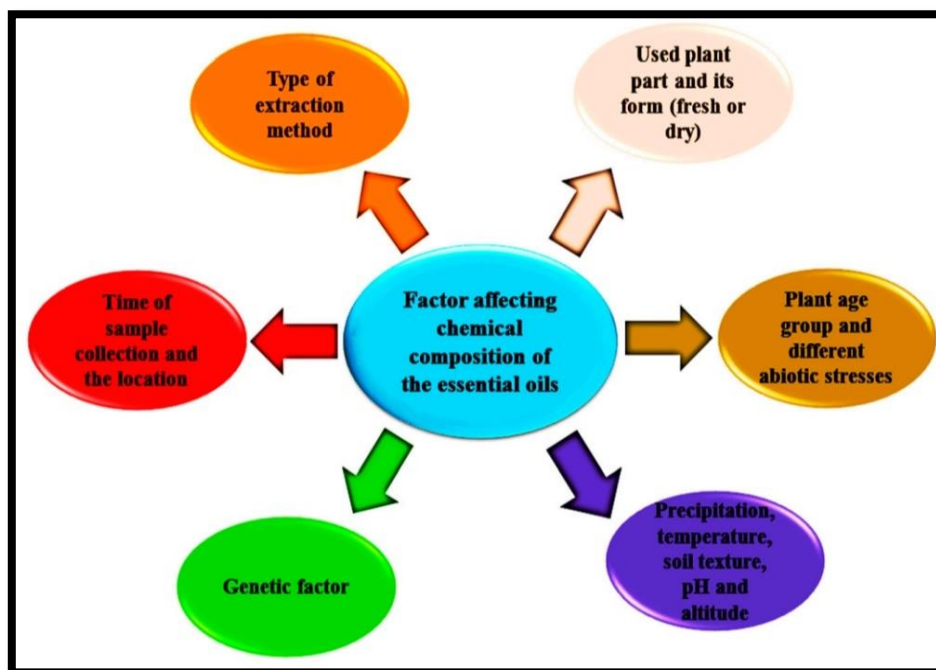 Type of
extraction
method
Used plant
part and its
form (fresh or
dry)
Time of
sample
collection and
the location
Factor affecting
chemical
composition of
the essential oils
Plant age
group and
different
abiotic stresses
Genetic factor
Precipitation,
temperature,
soil texture,
pH and
altitude